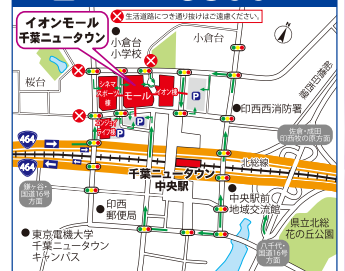 生活道路につき通り抜けはご遠慮ください。
イオンモール
千葉ニュータウン
小倉台
小学校
小倉台
船橋印西線
桜台
シネマ
スポーツ
棟
モール
イオン棟
P
P
P
印西西消防署
佐倉・成田
印西牧の原方面
464
464
北総線
千葉ニュータウン
中央駅
鎌ヶ谷・
国道16号
方面
印西
郵便局
中央駅前
地域交流館
東京電機大学
千葉ニュータウン
キャンパス
県立北総
花の丘公園
八千代・
国道16号
方面